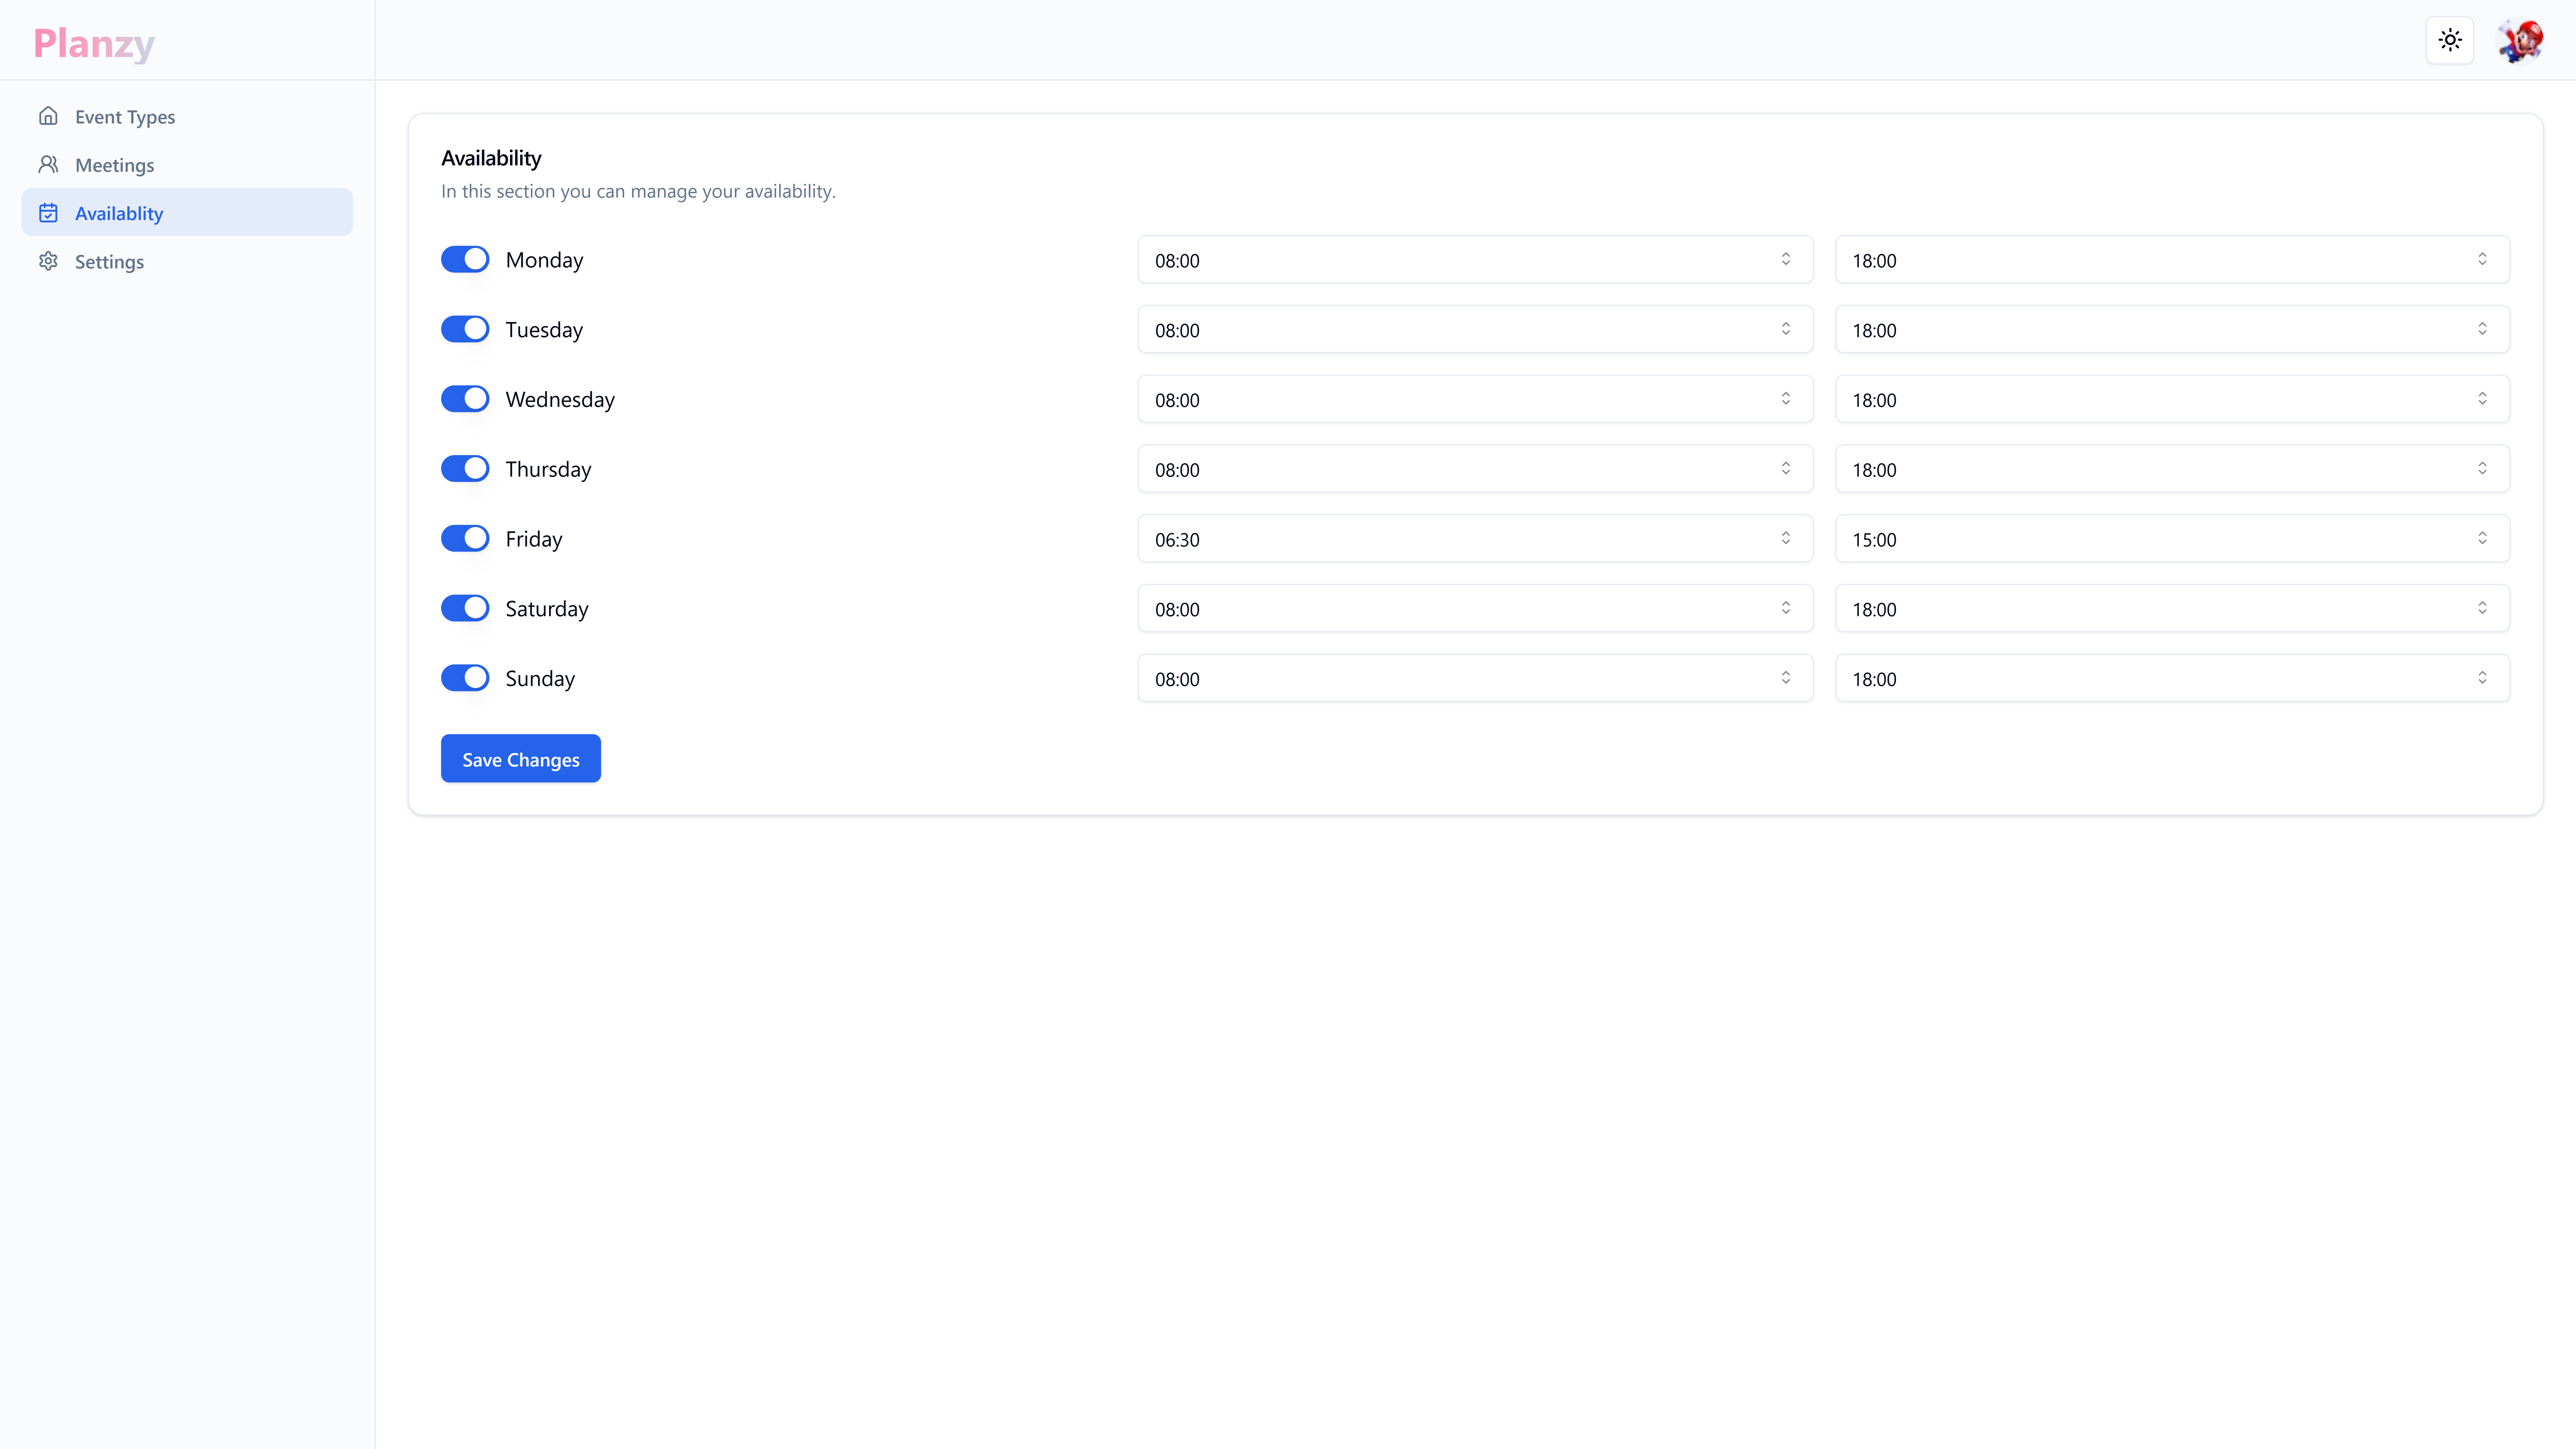 Planzy
Event Types
Meetings
Availablity
Settings
Availability
In this section you can manage your availability.
Monday 08:00 18:00
Tuesday 08:00 18:00
Wednesday 08:00 18:00
Thursday 08:00 18:00
Friday 06:30 15:00
Saturday 08:00 18:00
Sunday 08:00 18:00
Save Changes